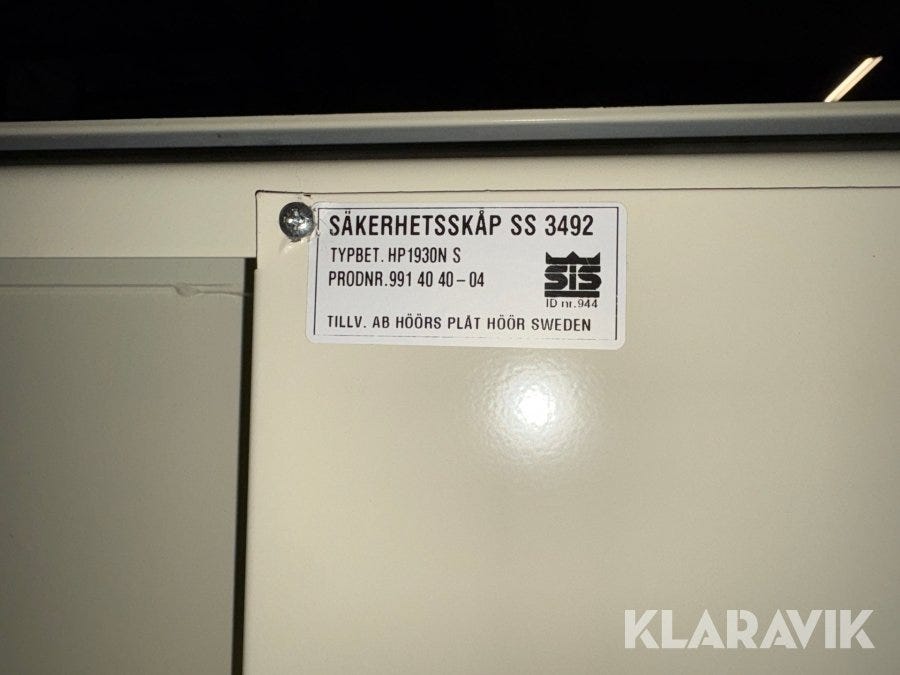 SÄKERHETSSKÅP SS 3492
TYPBET. HP1930N S
PRODNR.991 40 40-04
SIS
ID nr.944
TILLV. AB HÖÖRS PLÅT HÖÖR SWEDEN
KLARAVIK